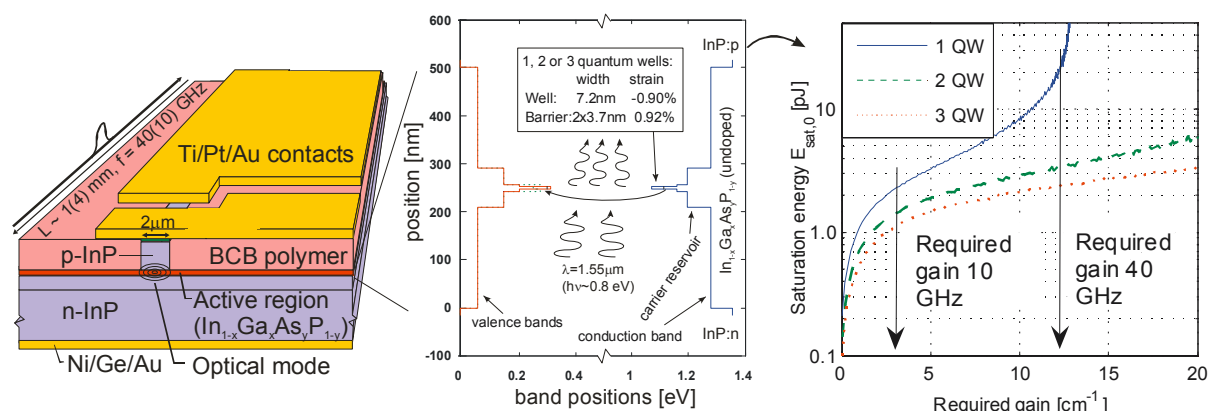 L ~ 1(4) mm, f = 40(10) GHz
Ti/Pt/Au contacts
2μm
p-InP
BCB polymer
n-InP
Active region
(In1-xGaxAsyP1-y)
Ni/Ge/Au
Optical mode
position [nm]
600
500
400
300
200
100
0
-100
InP:p
1, 2 or 3 quantum wells:
width strain
Well: 7.2nm -0.90%
Barrier:2x3.7nm 0.92%
In1-xGaxAsyP1-y (undoped)
carrier reservoir
λ=1.55μm
(hν~0.8 eV)
valence bands
conduction band
InP:n
0 0.2 0.4 1 1.2 1.4
band positions [eV]
Saturation energy Esat,0 [pJ]
10
1.0
0.1
1 QW
2 QW
3 QW
Required
gain 10
GHz
Required
gain 40
GHz
0 5 10 15 20
Required gain [cm-1]